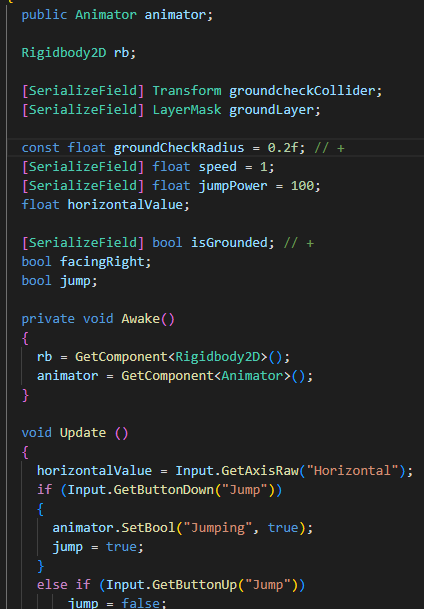 {
public Animator animator;
Rigidbody2D rb;
[SerializeField] Transform groundcheckCollider;
[SerializeField] LayerMask groundLayer;
const float groundCheckRadius = 0.2f; // +
[SerializeField] float speed = 1;
[SerializeField] float jumpPower = 100;
float horizontalValue;
[SerializeField] bool isGrounded; // +
bool facingRight;
bool jump;
private void Awake()
{
rb = GetComponent<Rigidbody2D>();
animator = GetComponent<Animator>();
}
void Update ()
{
horizontalValue = Input.GetAxisRaw("Horizontal");
if (Input.GetButtonDown("Jump"))
{
animator.SetBool("Jumping", true);
jump = true;
}
else if (Input.GetButtonUp("Jump"))
jump = false;